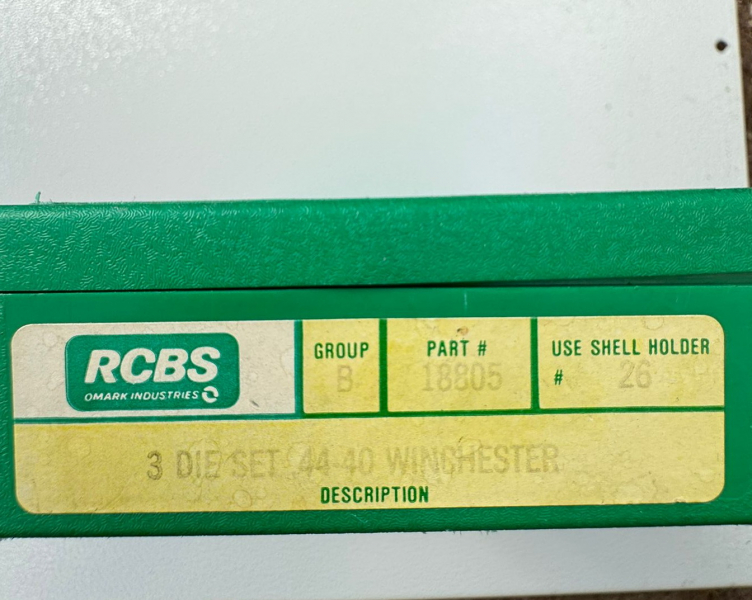 RCBS
OMARK INDUSTRIES
GROUP
B
PART #
18805
USE SHELL HOLDER
# 26
3 DIE SET 44-40 WINCHESTER
DESCRIPTION